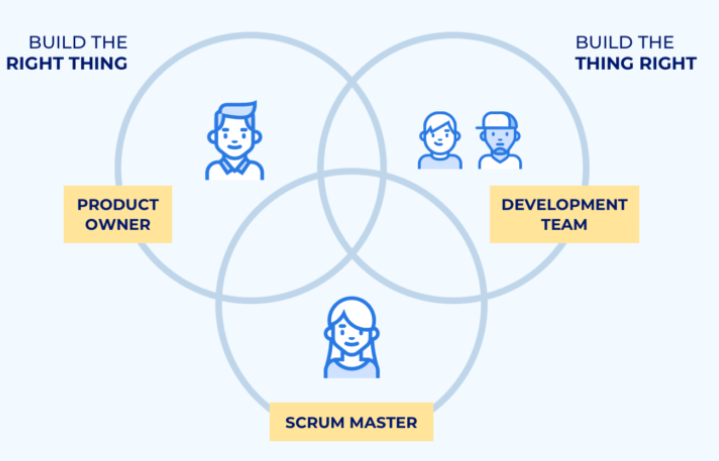 BUILD THE
RIGHT THING
BUILD THE
THING RIGHT
PRODUCT
OWNER
DEVELOPMENT
TEAM
SCRUM MASTER